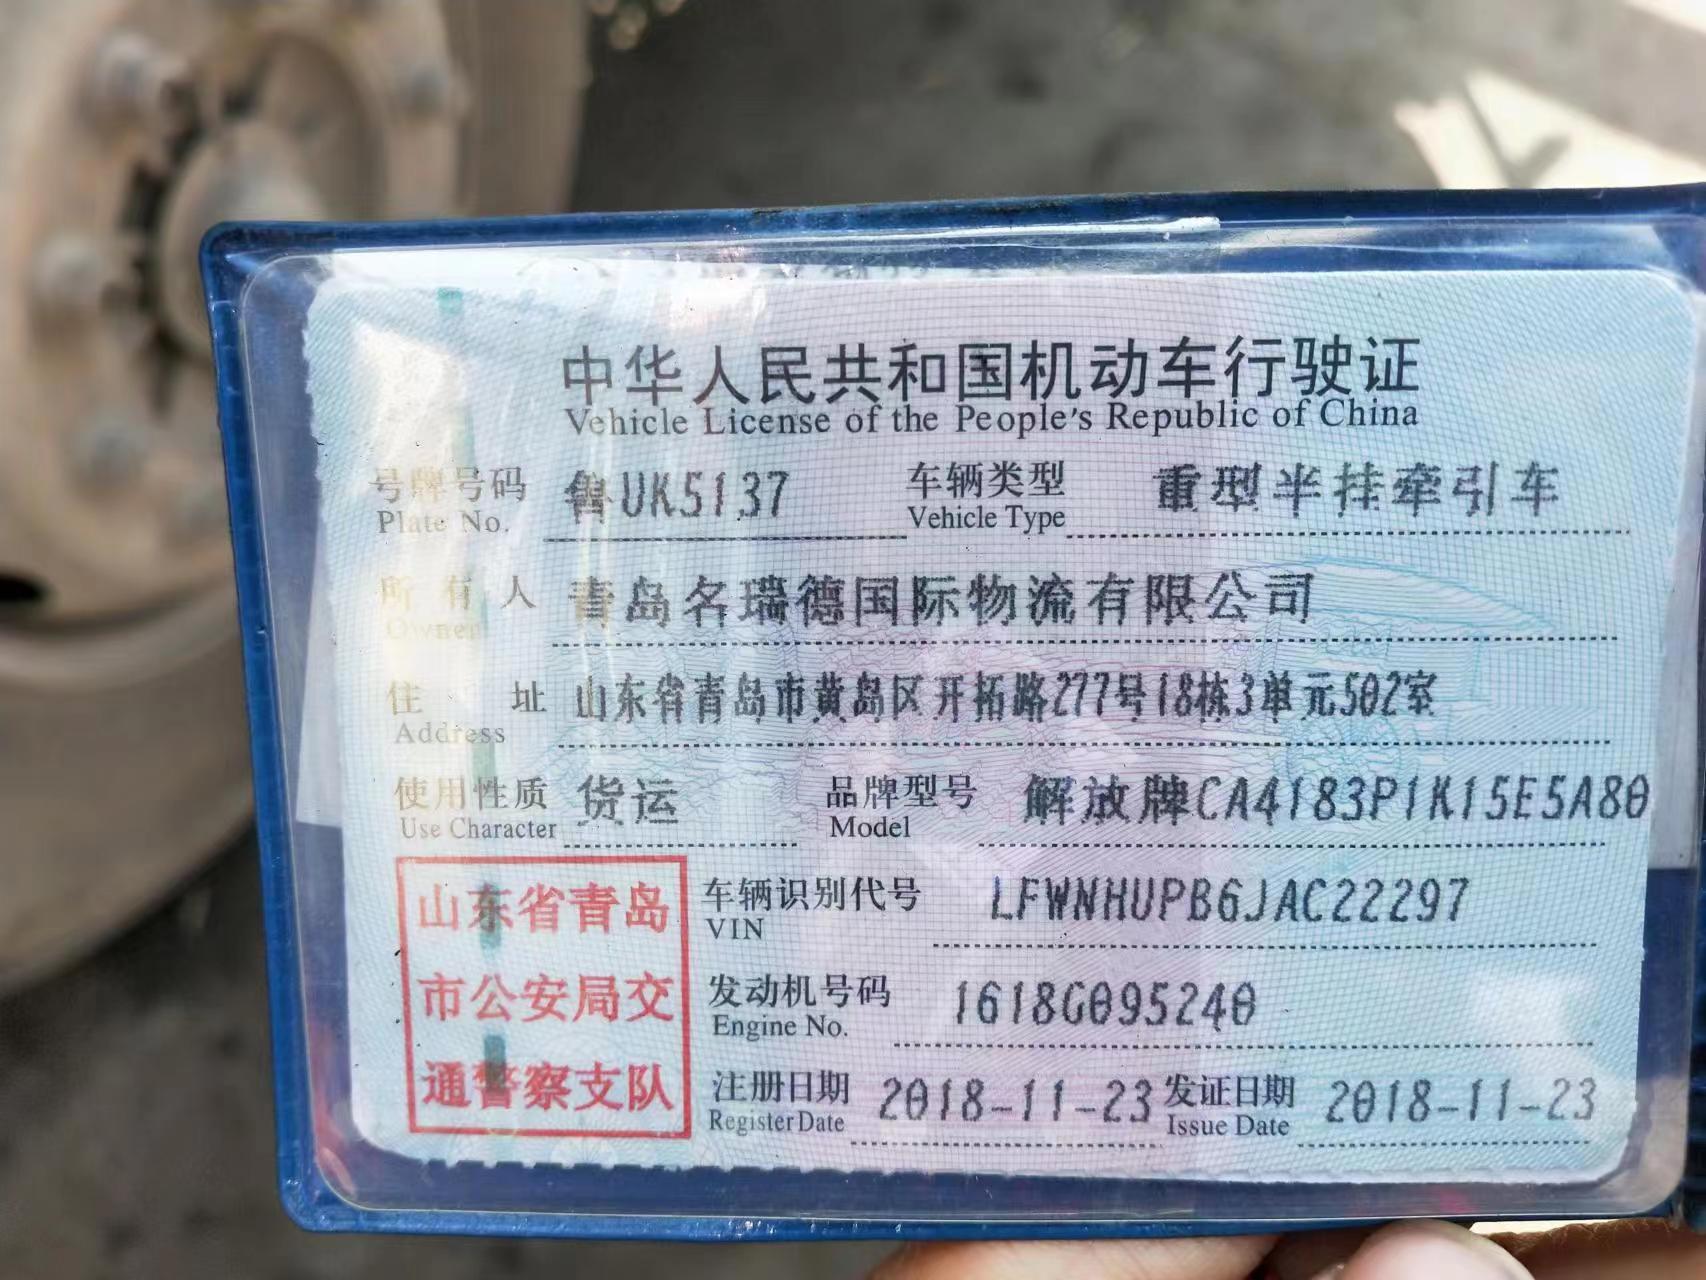 中华人民共和国机动车行驶证
Vehicle License of the People's Republic of China
号牌号码 鲁UK5137 车辆类型 重型半挂牵引车
Plate No. Vehicle Type
所有人 青岛名瑞德国际物流有限公司
Owner
住址 山东省青岛市黄岛区开拓路277号18栋3单元502室
Address
使用性质 货运 品牌型号 解放牌CA4183P1K15E5A80
Use Character Model
山东省青岛
市公安局交
通警察支队
车辆识别代号 LFWNHUPB6JAC22297
VIN
发动机号码 1618G095240
Engine No.
注册日期 2018-11-23 发证日期 2018-11-23
Register Date Issue Date